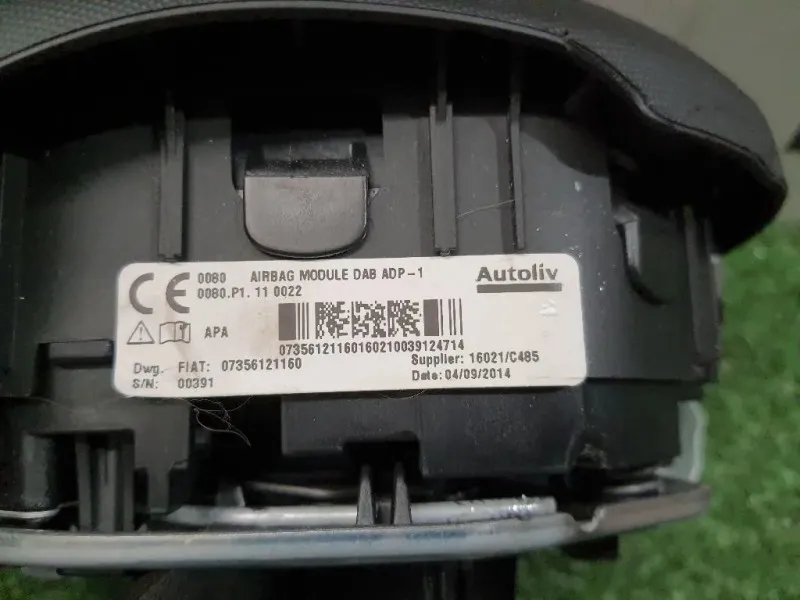 CE 0080 AIRBAG MODULE DAB ADP-1 Autoliv
0080.P1. 11 0022
APA
07356121160160210039124714
Dwg. FIAT: 07356121160 Supplier: 16021/C485
S/N: 00391 Date: 04/09/2014